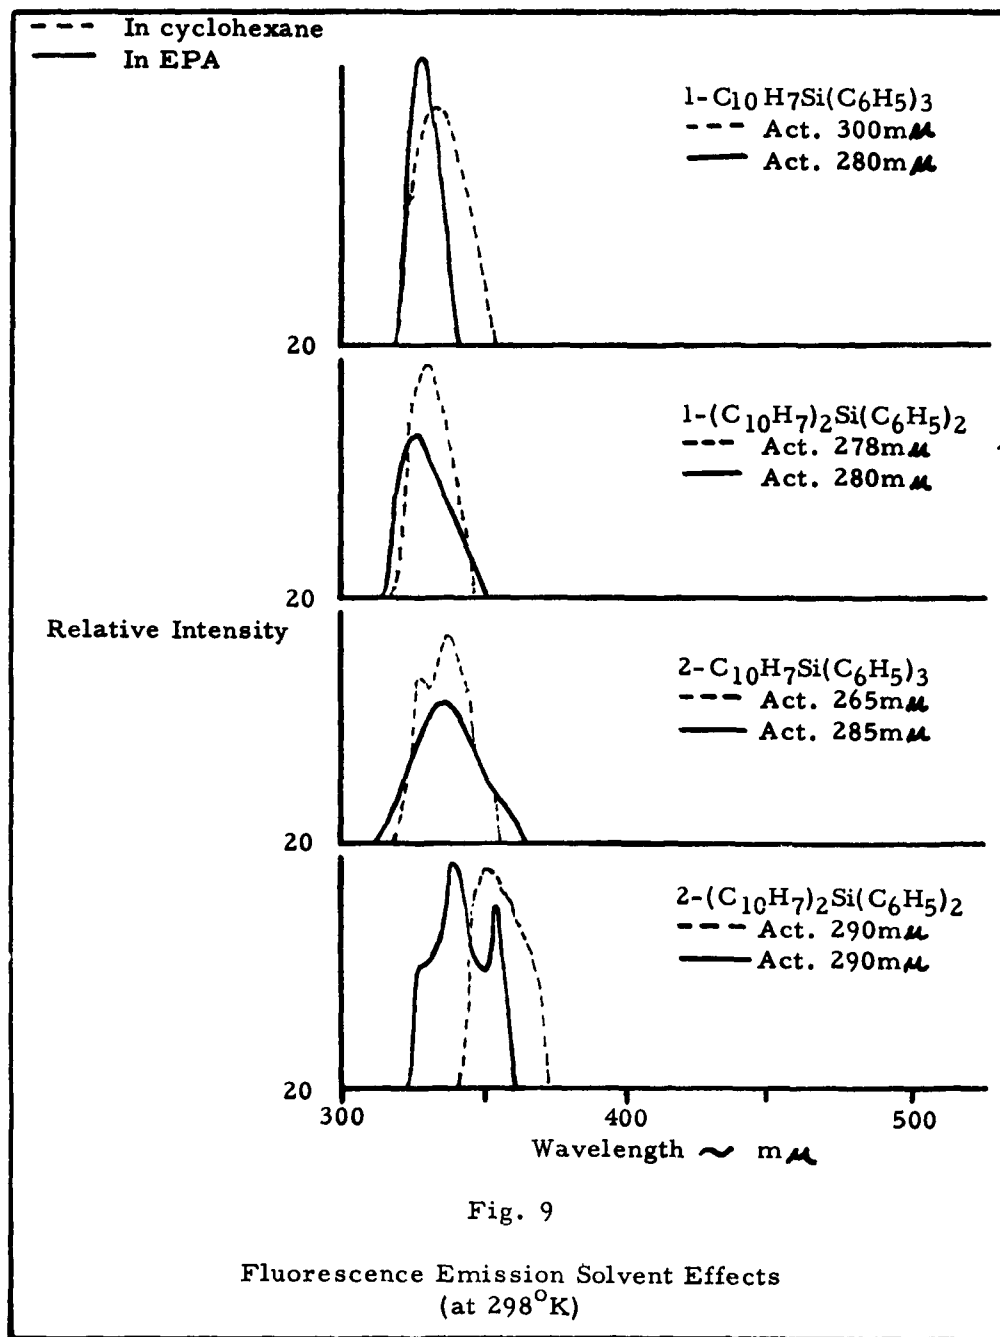 --- In cyclohexane
— In EPA
1-C10H7Si(C6H5)3
--- Act. 300mμ
— Act. 280mμ
20
1-(C10H7)2Si(C6H5)2
--- Act. 278mμ
— Act. 280mμ
20
Relative Intensity
2-C10H7Si(C6H5)3
--- Act. 265mμ
— Act. 285mμ
20
2-(C10H7)2Si(C6H5)2
--- Act. 290mμ
— Act. 290mμ
20
300 400 500
Wavelength ~ mμ
Fig. 9
Fluorescence Emission Solvent Effects
(at 298°K)